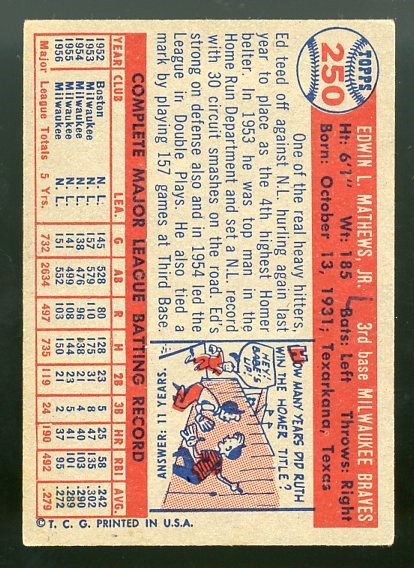 TOPPS
250
EDWIN L. MATHEWS, JR. 3rd base MILWAUKEE BRAVES
Ht: 6'1" Wt: 185 Bats: Left Throws: Right
Born: October 13, 1931, Texarkana, Texas
One of the real heavy hitters,
Ed teed off against N.L. hurling again last
year to place as the 4th highest Homer
belter. In 1953 he was top man in the
Home Run Department and set a N.L. record
with 30 circuit smashes on the road. Ed's
strong on defense also and in 1954 led the
League in Double Plays. He also tied a
mark by playing 157 games at Third Base.
HOW MANY YEARS DID RUTH
WIN THE HOMER TITLE?
HEY! BABE'S UP!
ANSWER: 11 YEARS.
COMPLETE MAJOR LEAGUE BATTING RECORD
YEAR CLUB LEA. G AB R H 2B 3B HR RBI AVG.
1952 Boston N. L. 145 528 80 128 23 5 25 58 .242
1953 Milwaukee N. L. 157 579 110 175 31 8 47 135 .302
1954 Milwaukee N. L. 138 476 96 138 21 4 40 103 .290
1955 Milwaukee N. L. 141 499 108 144 23 5 41 101 .289
1956 Milwaukee N. L. 151 552 103 150 21 2 37 95 .272
Major League Totals 5 Yrs. 732 2634 497 735 119 24 190 492 .279
© T. C. G. PRINTED IN U.S.A.